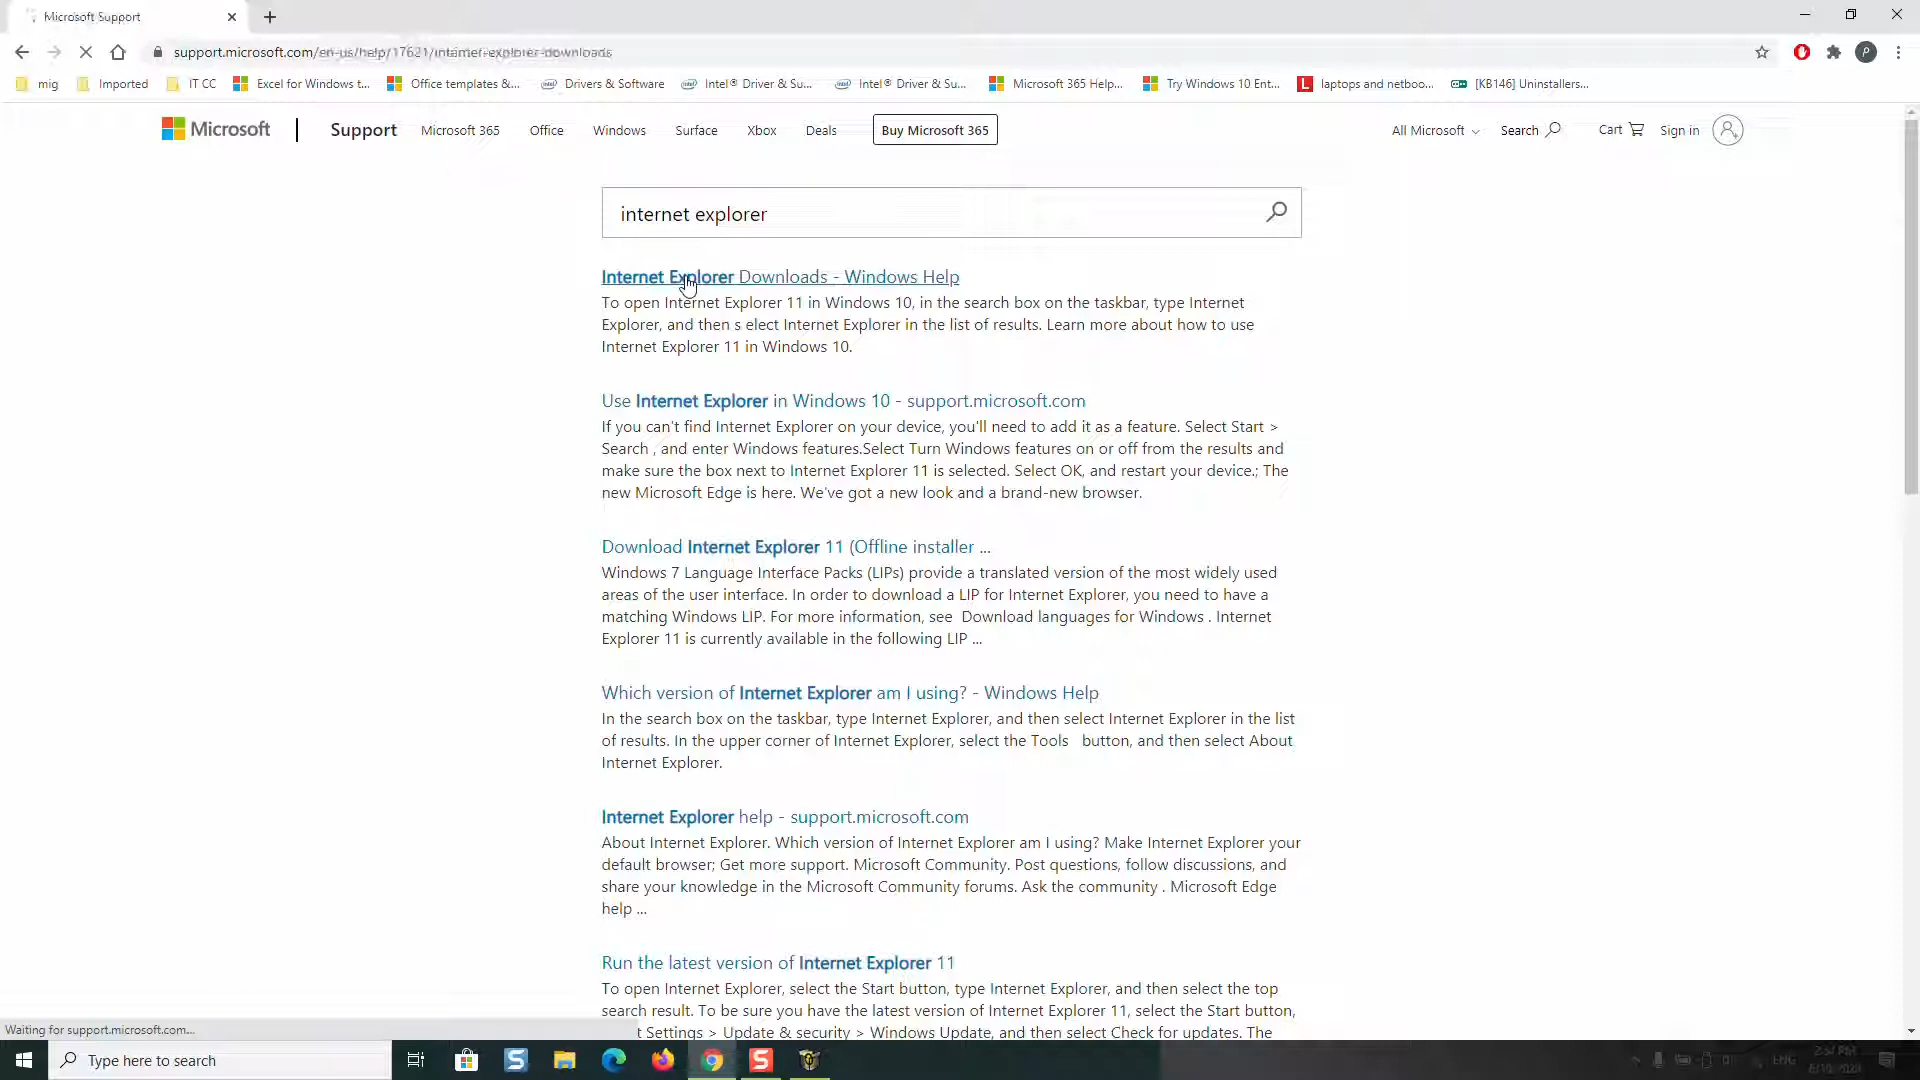 Microsoft Support
support.microsoft.com/en-us/help/17621/internet-explorer-downloads
mig Imported IT CC Excel for Windows t... Office templates &... Drivers & Software Intel® Driver & Su... Intel® Driver & Su... Microsoft 365 Help... Try Windows 10 Ent... laptops and netboo... [KB146] Uninstallers...
Microsoft Support Microsoft 365 Office Windows Surface Xbox Deals Buy Microsoft 365 All Microsoft Search Cart Sign in
internet explorer
Internet Explorer Downloads - Windows Help
To open Internet Explorer 11 in Windows 10, in the search box on the taskbar, type Internet
Explorer, and then s elect Internet Explorer in the list of results. Learn more about how to use
Internet Explorer 11 in Windows 10.
Use Internet Explorer in Windows 10 - support.microsoft.com
If you can't find Internet Explorer on your device, you'll need to add it as a feature. Select Start >
Search , and enter Windows features.Select Turn Windows features on or off from the results and
make sure the box next to Internet Explorer 11 is selected. Select OK, and restart your device.; The
new Microsoft Edge is here. We've got a new look and a brand-new browser.
Download Internet Explorer 11 (Offline installer ...
Windows 7 Language Interface Packs (LIPs) provide a translated version of the most widely used
areas of the user interface. In order to download a LIP for Internet Explorer, you need to have a
matching Windows LIP. For more information, see Download languages for Windows . Internet
Explorer 11 is currently available in the following LIP ...
Which version of Internet Explorer am I using? - Windows Help
In the search box on the taskbar, type Internet Explorer, and then select Internet Explorer in the list
of results. In the upper corner of Internet Explorer, select the Tools button, and then select About
Internet Explorer.
Internet Explorer help - support.microsoft.com
About Internet Explorer. Which version of Internet Explorer am I using? Make Internet Explorer your
default browser; Get more support. Microsoft Community. Post questions, follow discussions, and
share your knowledge in the Microsoft Community forums. Ask the community . Microsoft Edge
help ...
Run the latest version of Internet Explorer 11
To open Internet Explorer, select the Start button, type Internet Explorer, and then select the top
search result. To be sure you have the latest version of Internet Explorer 11, select the Start button,
t Settings > Update & security > Windows Update, and then select Check for updates. The
Waiting for support.microsoft.com...
Type here to search ENG